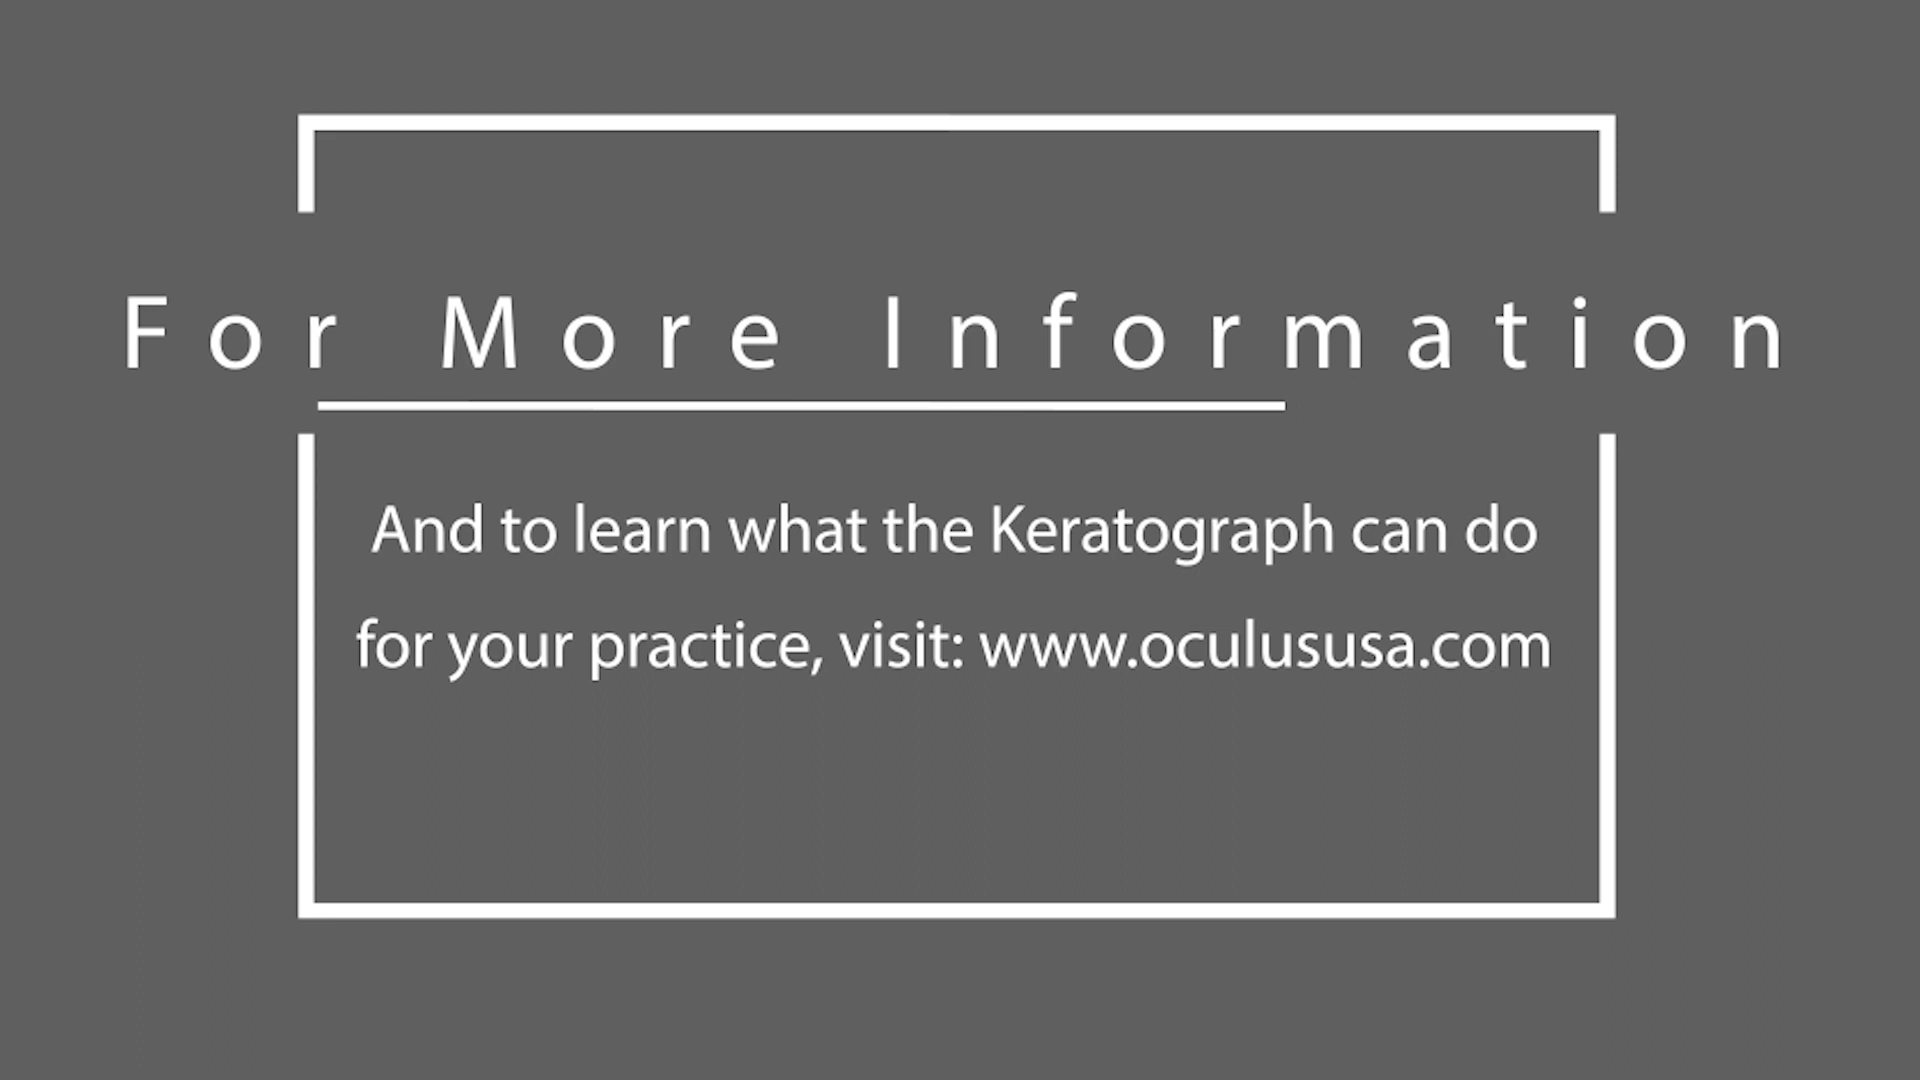 For More Information
And to learn what the Keratograph can do
for your practice, visit: www.oculususa.com